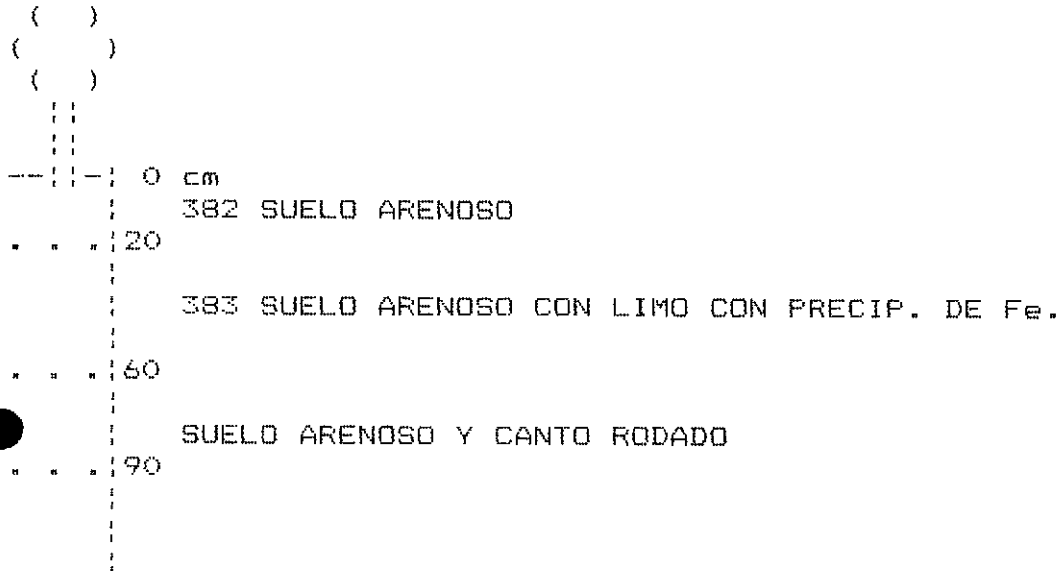 0 cm
382 SUELO ARENOSO
20
383 SUELO ARENOSO CON LIMO CON PRECIP. DE Fe.
60
SUELO ARENOSO Y CANTO RODADO
90